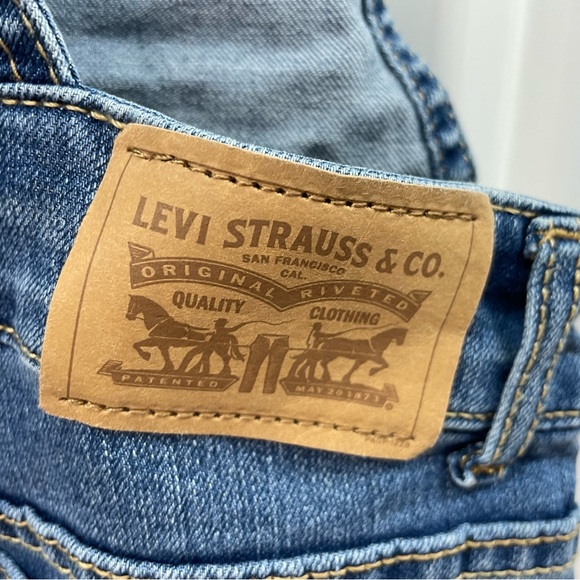 LEVI STRAUSS & CO.
SAN FRANCISCO
CAL.
ORIGINAL RIVETED
QUALITY CLOTHING
PATENTED MAY 20 1873
®